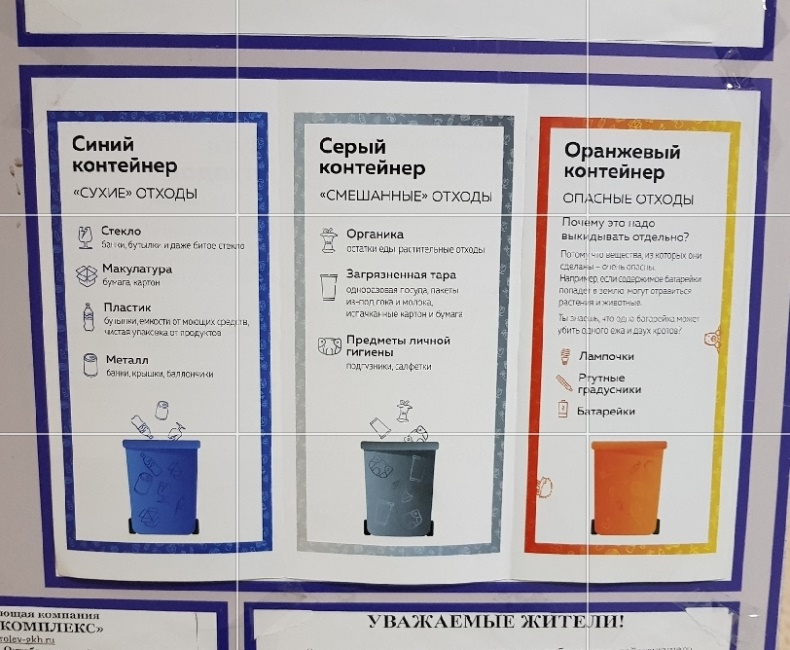 Синий
контейнер
«СУХИЕ» ОТХОДЫ
Стекло
банки, бутылки и даже битое стекло
Макулатура
бумага, картон
Пластик
бутылки, емкости от моющих средств,
чистая упаковка от продуктов
Металл
банки, крышки, баллончики
Серый
контейнер
«СМЕШАННЫЕ» ОТХОДЫ
Органика
остатки еды растительные отходы
Загрязненная тара
одноразовая посуда, пакеты
из-под сока и молока,
испачканные картон и бумага
Предметы личной
гигиены
подгузники, салфетки
Оранжевый
контейнер
ОПАСНЫЕ ОТХОДЫ
Почему это надо
выкидывать отдельно?
Потому что вещества, из которых они
сделаны – очень опасны.
Например, если содержимое батарейки
попадет в землю могут отравиться
растения и животные.
Ты знаешь, что одна батарейка может
убить одного ежа и двух кротов?
Лампочки
Ртутные
градусники
Батарейки
ющая компания
КОМПЛЕКС»
rolev-gkh.ru
УВАЖАЕМЫЕ ЖИТЕЛИ!